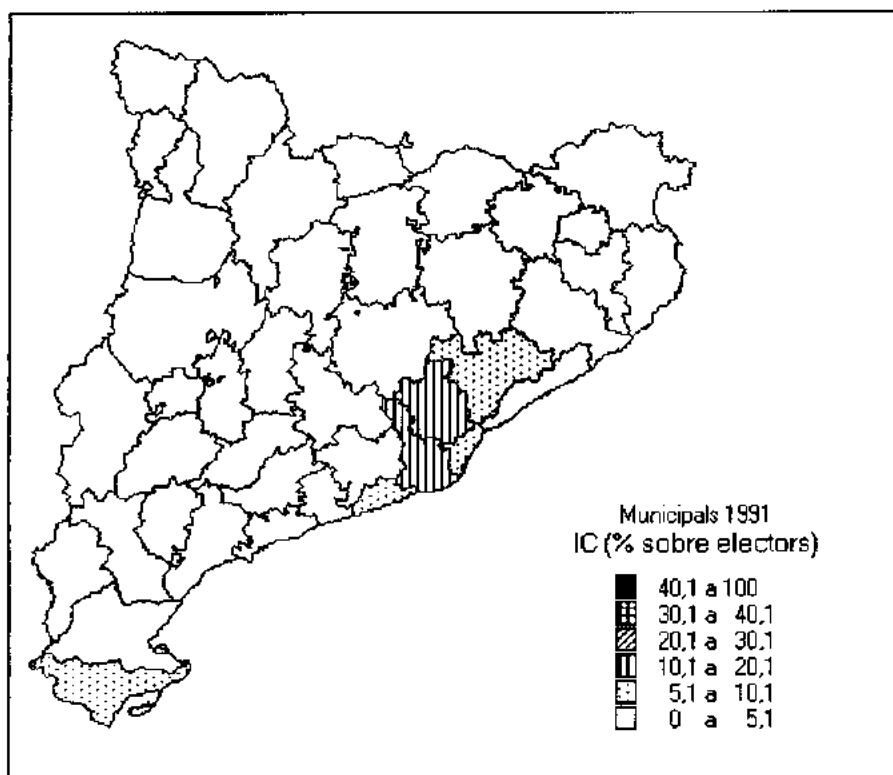 Municipals 1991
IC (% sobre electors)
40,1 a 100
30,1 a 40,1
20,1 a 30,1
10,1 a 20,1
5,1 a 10,1
0 a 5,1